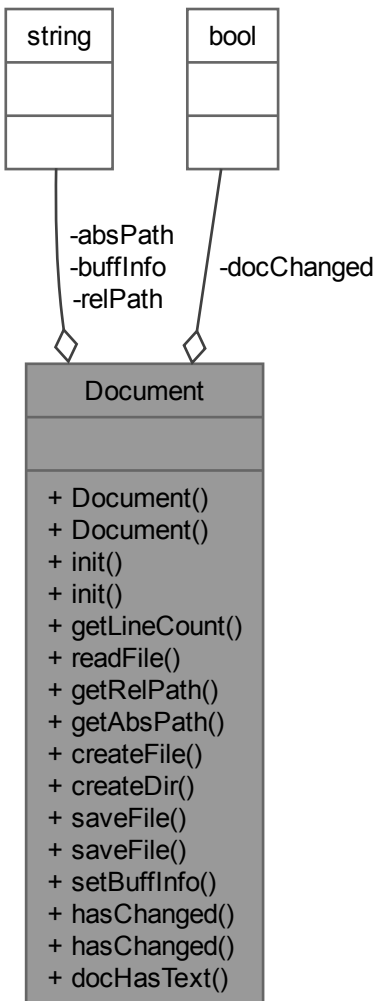 string
bool
-absPath
-buffInfo
-relPath
-docChanged
Document
+ Document()
+ Document()
+ init()
+ init()
+ getLineCount()
+ readFile()
+ getRelPath()
+ getAbsPath()
+ createFile()
+ createDir()
+ saveFile()
+ saveFile()
+ setBuffInfo()
+ hasChanged()
+ hasChanged()
+ docHasText()